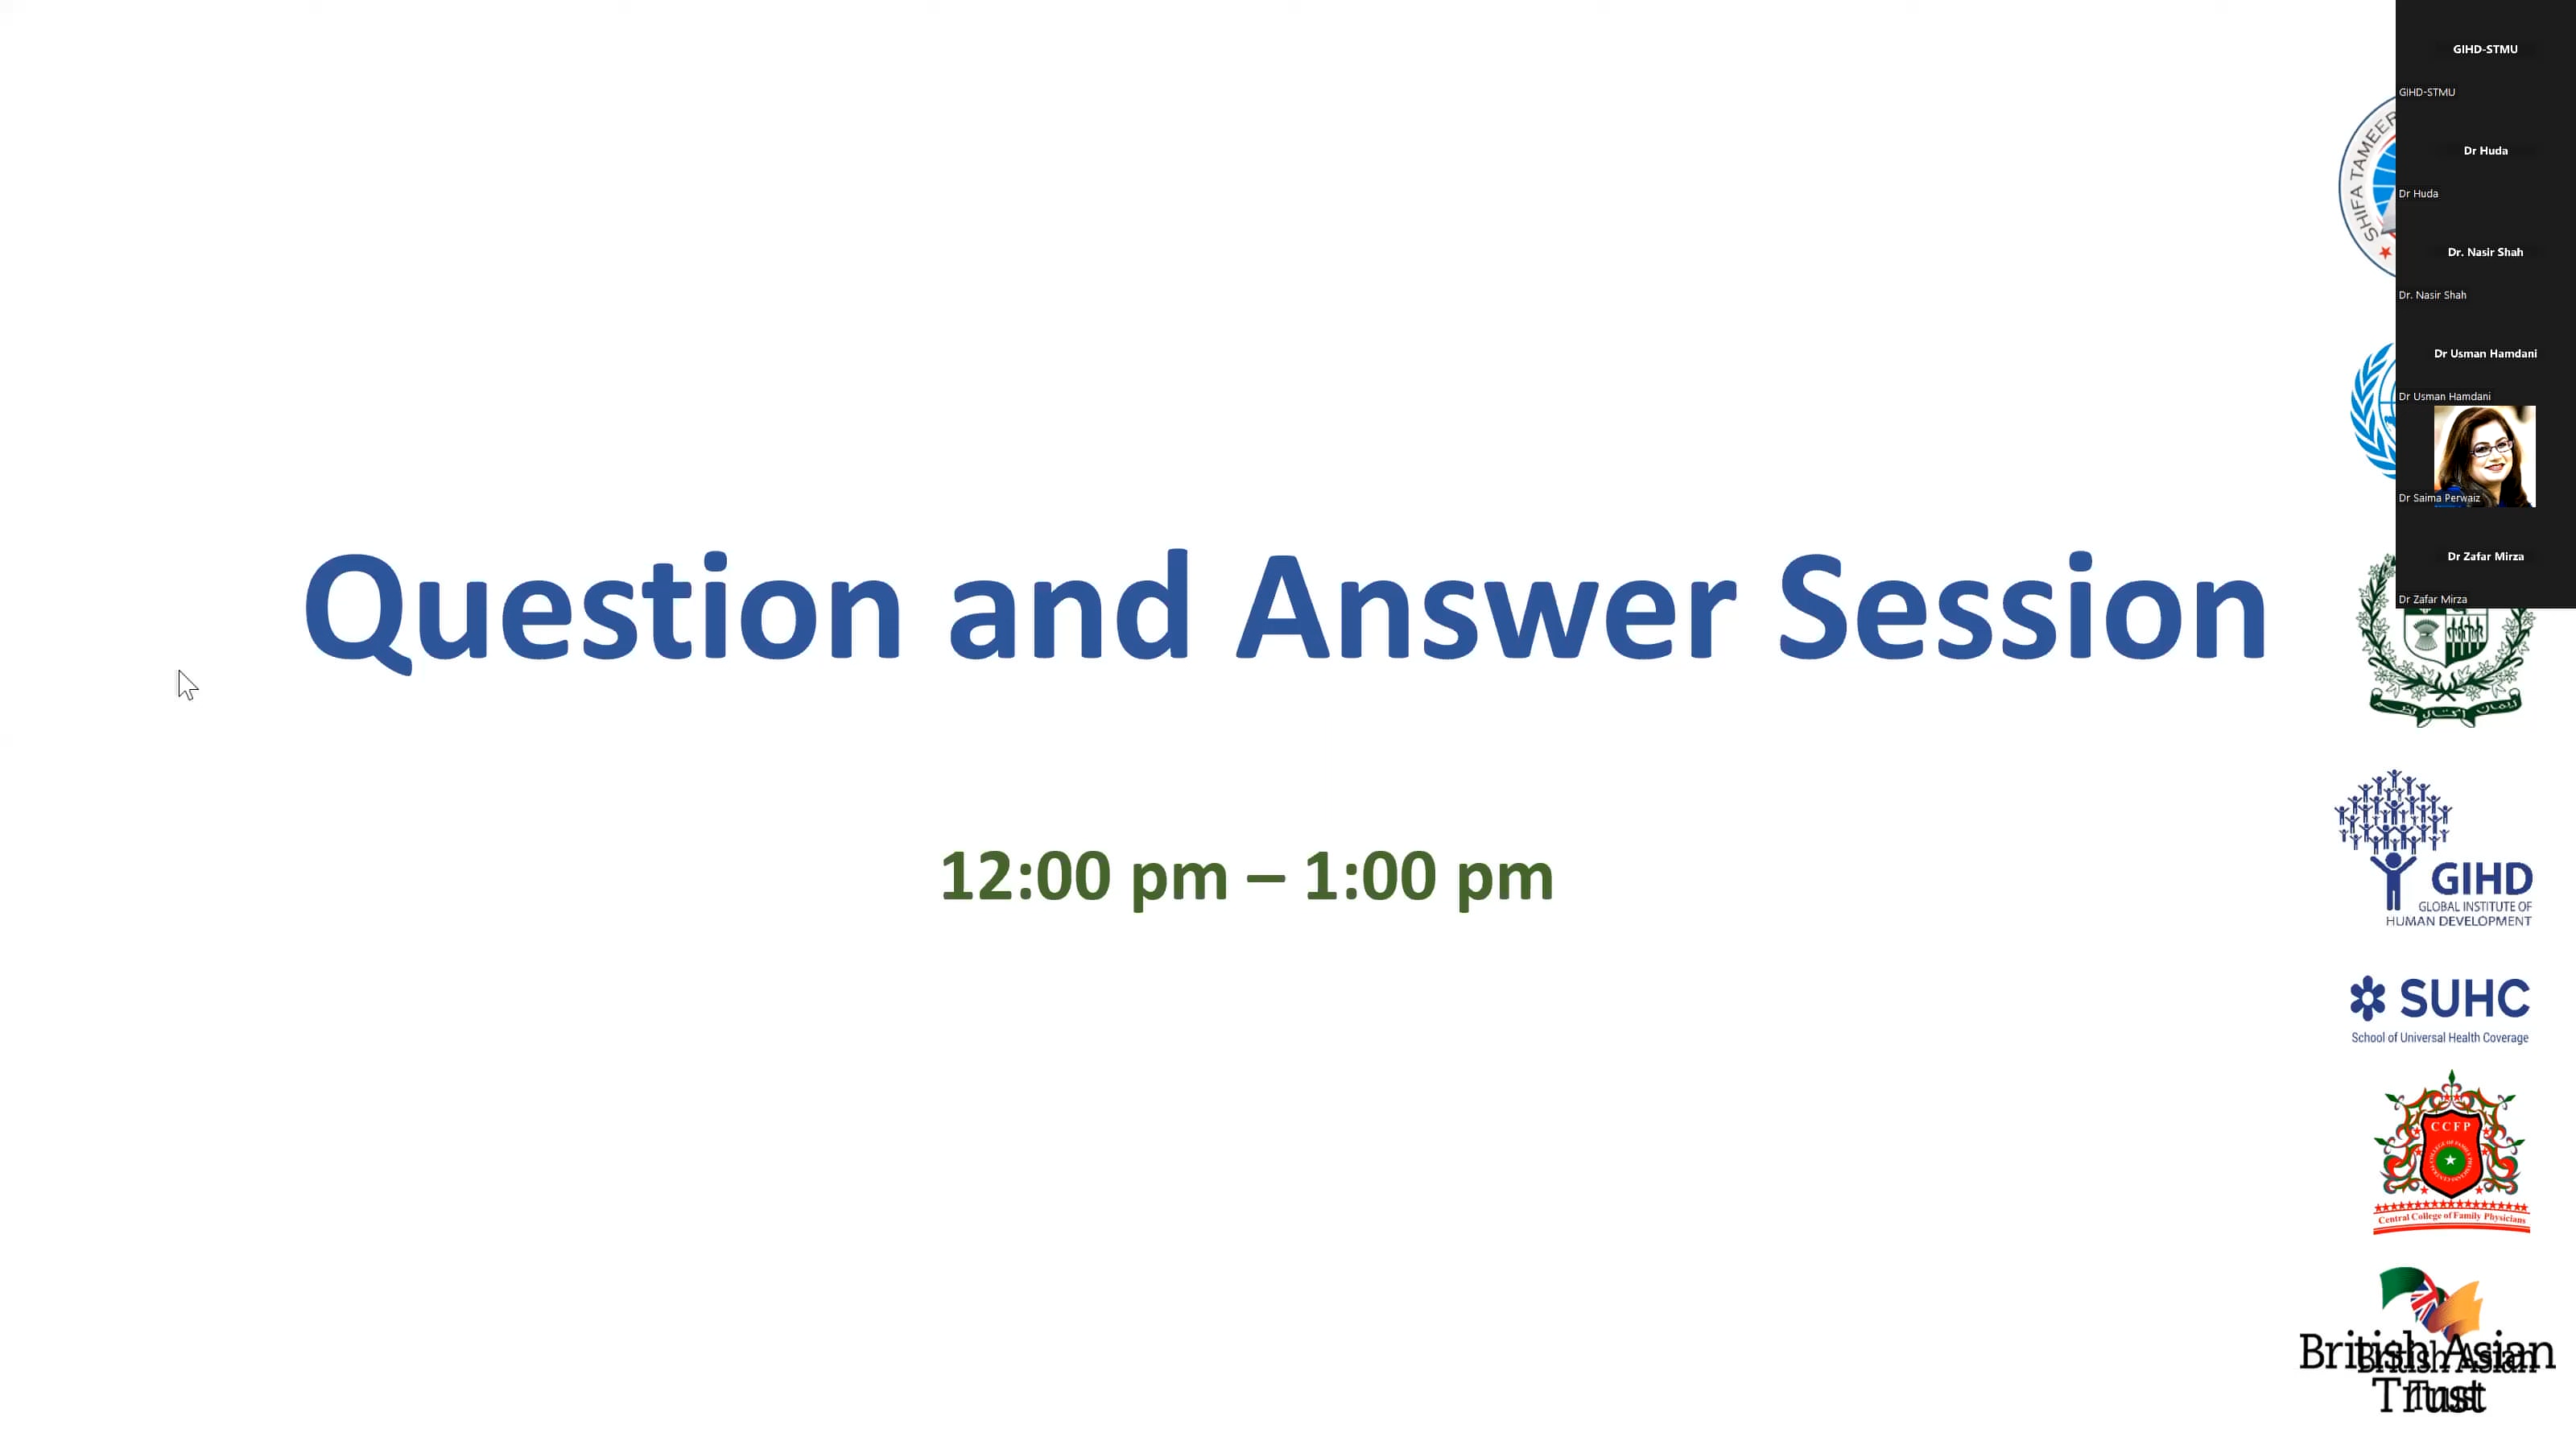 Question and Answer Session
12:00 pm – 1:00 pm
GIHD-STMU
GIHD-STMU
Dr Huda
Dr Huda
Dr. Nasir Shah
Dr. Nasir Shah
Dr Usman Hamdani
Dr Usman Hamdani
Dr Saima Perwaiz
Dr Zafar Mirza
Dr Zafar Mirza
SHIFA TAMEER
GIHD
GLOBAL INSTITUTE OF
HUMAN DEVELOPMENT
SUHC
School of Universal Health Coverage
CCFP
Central College of Family Physicians
British Asian
Trust